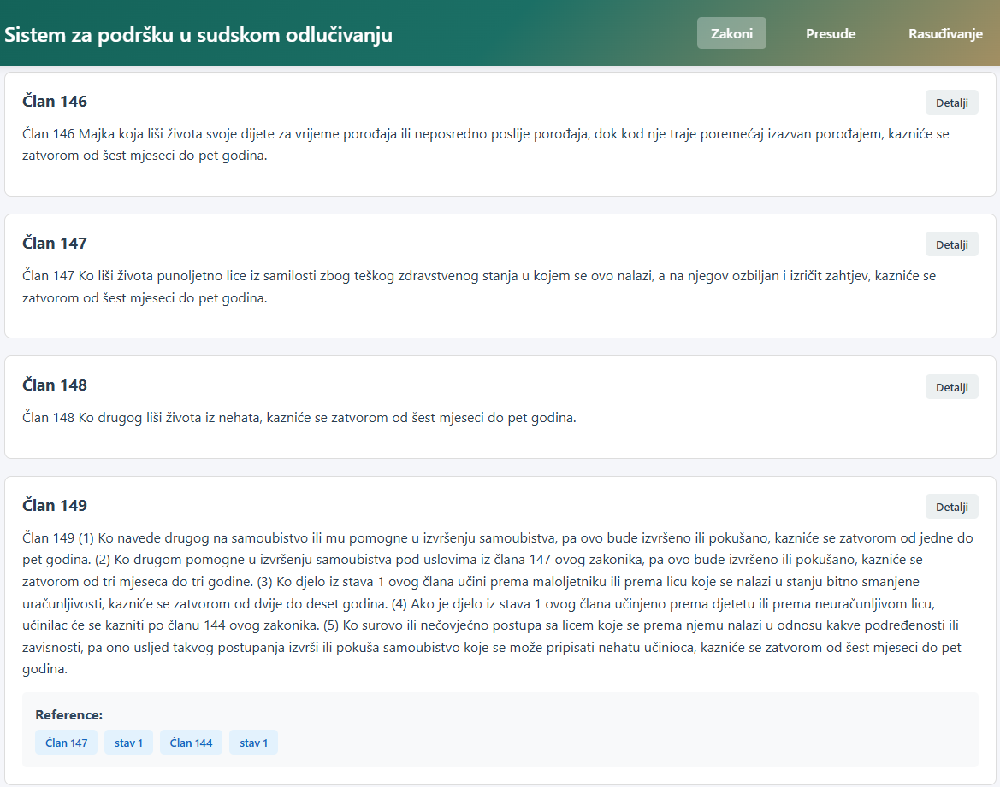 Sistem za podršku u sudskom odlučivanju
Zakoni
Presude
Rasuđivanje
Član 146
Detalji
Član 146 Majka koja liši života svoje dijete za vrijeme porođaja ili neposredno poslije porođaja, dok kod nje traje poremećaj izazvan porođajem, kazniće se
zatvorom od šest mjeseci do pet godina.
Član 147
Detalji
Član 147 Ko liši života punoljetno lice iz samilosti zbog teškog zdravstvenog stanja u kojem se ovo nalazi, a na njegov ozbiljan i izričit zahtjev, kazniće se
zatvorom od šest mjeseci do pet godina.
Član 148
Detalji
Član 148 Ko drugog liši života iz nehata, kazniće se zatvorom od šest mjeseci do pet godina.
Član 149
Detalji
Član 149 (1) Ko navede drugog na samoubistvo ili mu pomogne u izvršenju samoubistva, pa ovo bude izvršeno ili pokušano, kazniće se zatvorom od jedne do
pet godina. (2) Ko drugom pomogne u izvršenju samoubistva pod uslovima iz člana 147 ovog zakonika, pa ovo bude izvršeno ili pokušano, kazniće se
zatvorom od tri mjeseca do tri godine. (3) Ko djelo iz stava 1 ovog člana učini prema maloljetniku ili prema licu koje se nalazi u stanju bitno smanjene
uračunljivosti, kazniće se zatvorom od dvije do deset godina. (4) Ako je djelo iz stava 1 ovog člana učinjeno prema djetetu ili prema neuračunljivom licu,
učinilac će se kazniti po članu 144 ovog zakonika. (5) Ko surovo ili nečovječno postupa sa licem koje se prema njemu nalazi u odnosu kakve podređenosti ili
zavisnosti, pa ono usljed takvog postupanja izvrši ili pokuša samoubistvo koje se može pripisati nehatu učinioca, kazniće se zatvorom od šest mjeseci do pet
godina.
Reference:
Član 147
stav 1
Član 144
stav 1